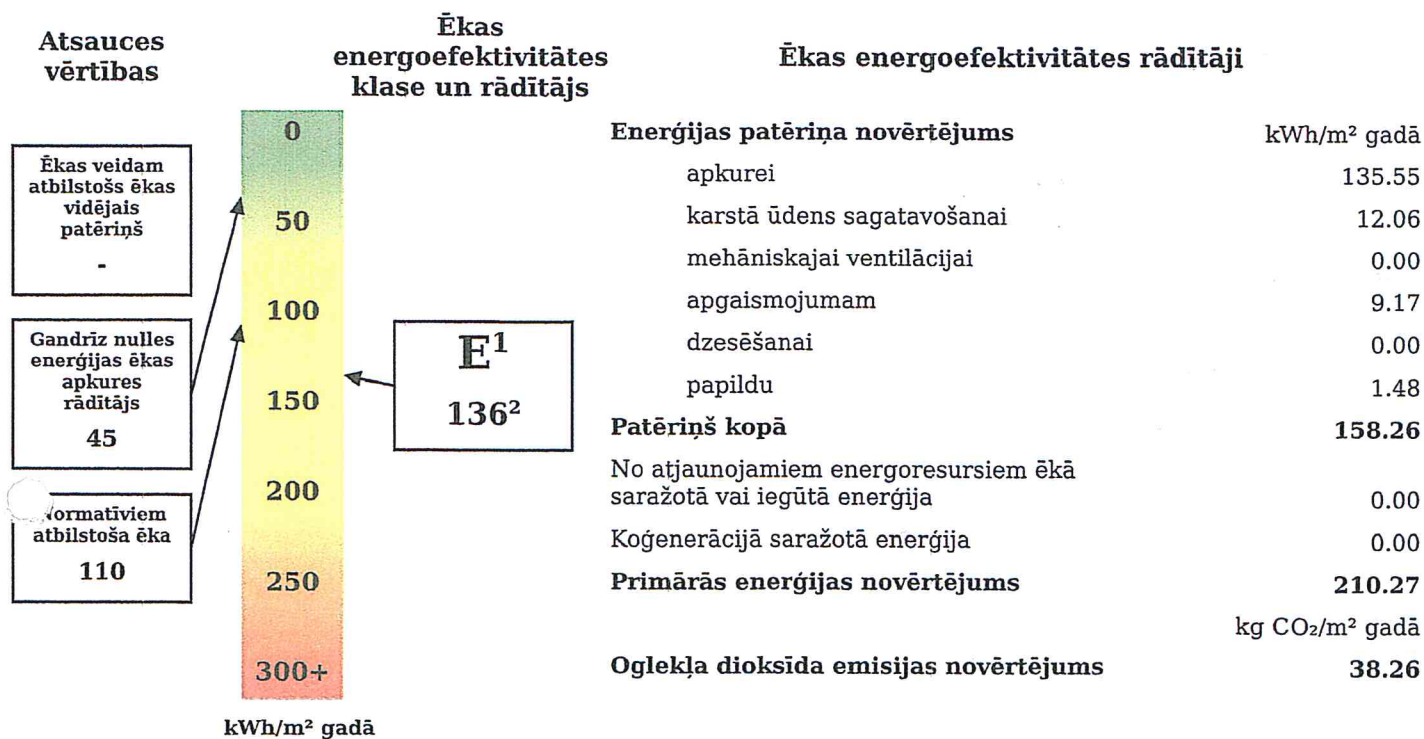 Atsauces
vērtības
Ēkas veidam
atbilstošs ēkas
vidējais
patēriņš
-
Gandrīz nulles
enerģijas ēkas
apkures
rādītājs
45
ormatīviem
atbilstoša ēka
110
Ēkas
energoefektivitātes
klase un rādītājs
0
50
100
150
200
250
300+
kWh/m² gadā
E¹
136²
Ēkas energoefektivitātes rādītāji
Enerģijas patēriņa novērtējums kWh/m² gadā
apkurei 135.55
karstā ūdens sagatavošanai 12.06
mehāniskajai ventilācijai 0.00
apgaismojumam 9.17
dzesēšanai 0.00
papildu 1.48
Patēriņš kopā 158.26
No atjaunojamiem energoresursiem ēkā
saražotā vai iegūtā enerģija 0.00
Koģenerācijā saražotā enerģija 0.00
Primārās enerģijas novērtējums 210.27
kg CO₂/m² gadā
Oglekļa dioksīda emisijas novērtējums 38.26